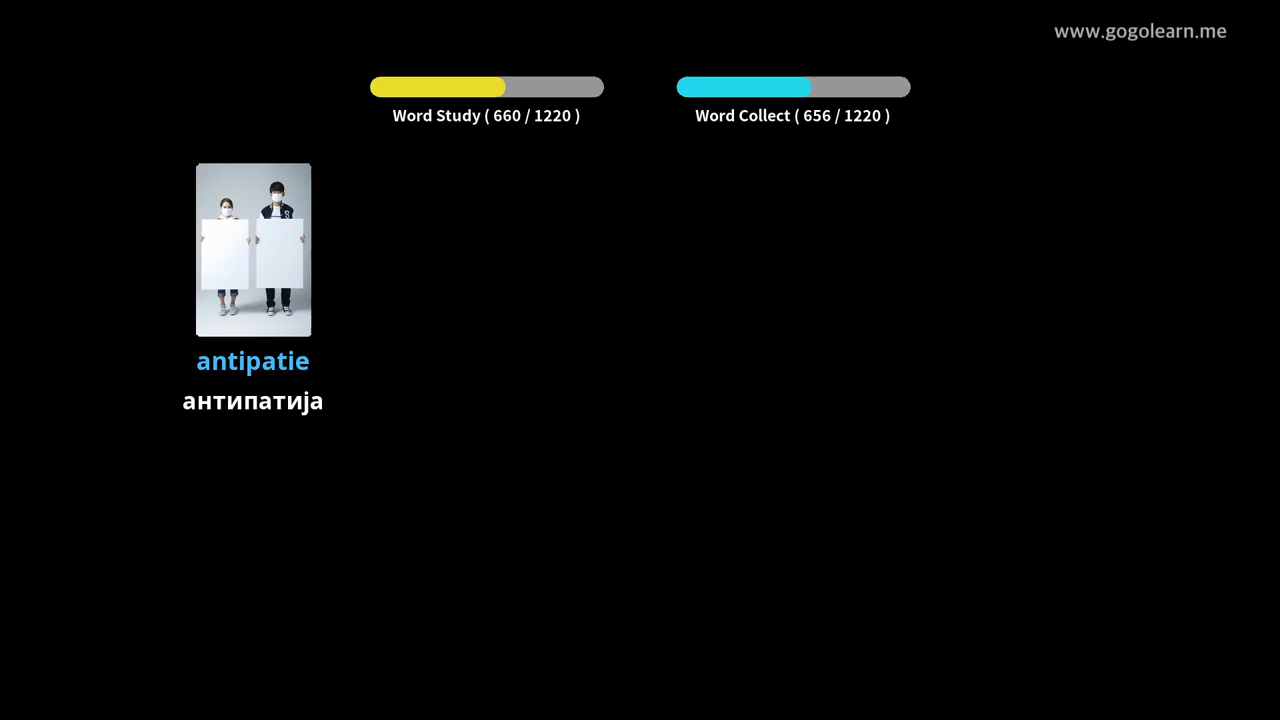 www.gogolearn.me
Word Study ( 660 / 1220 )
Word Collect ( 656 / 1220 )
antipatie
антипатија